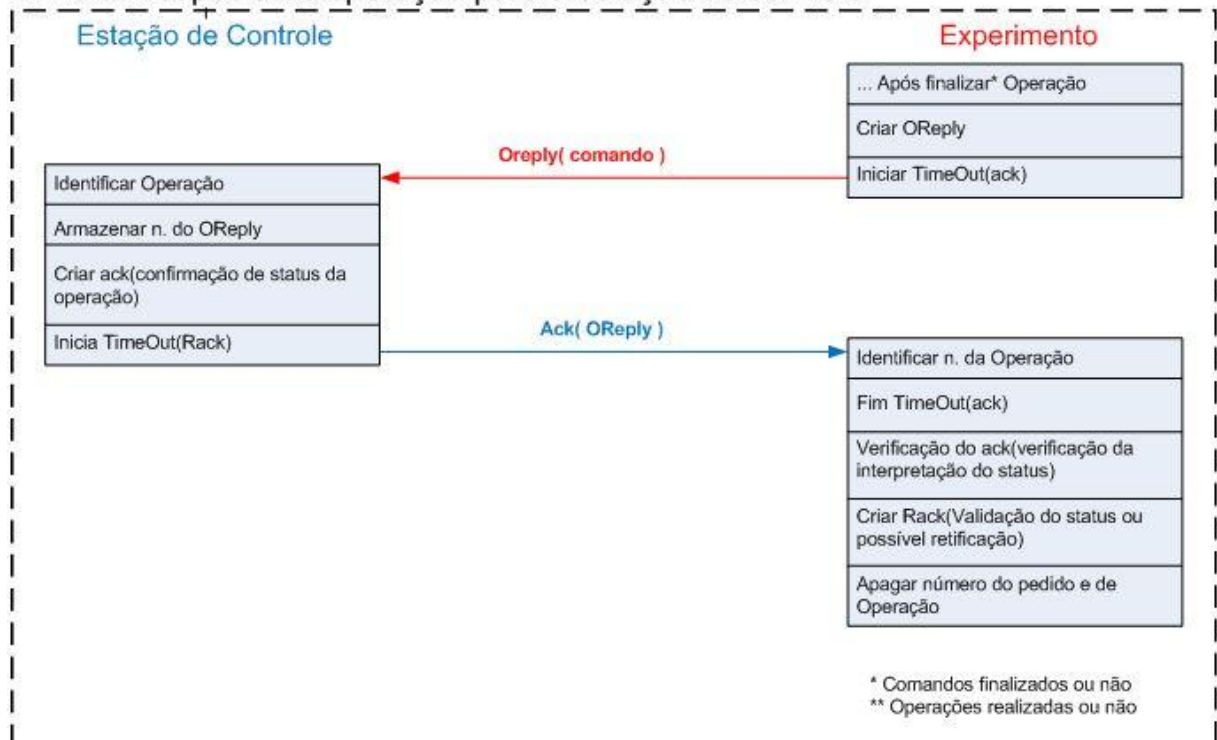 Estação de Controle
Experimento
... Após finalizar* Operação
Criar OReply
Iniciar TimeOut(ack)
Oreply( comando )
Identificar Operação
Armazenar n. do OReply
Criar ack(confirmação de status da
operação)
Inicia TimeOut(Rack)
Ack( OReply )
Identificar n. da Operação
Fim TimeOut(ack)
Verificação do ack(verificação da
interpretação do status)
Criar Rack(Validação do status ou
possível retificação)
Apagar número do pedido e de
Operação
* Comandos finalizados ou não
** Operações realizadas ou não